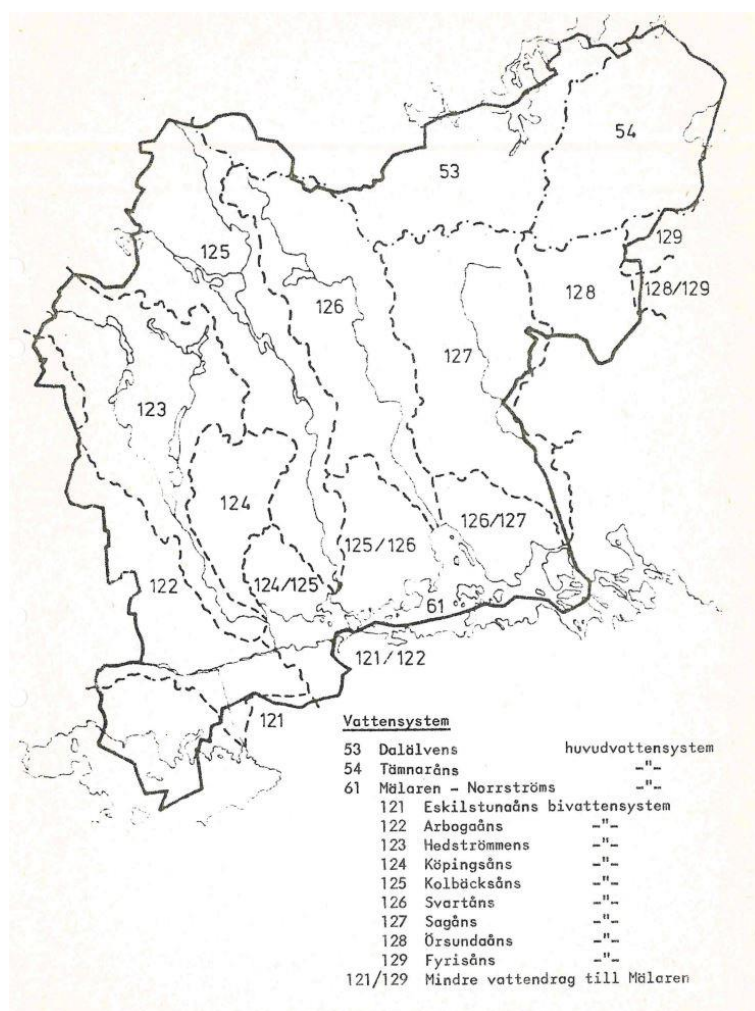 54
53
129
125
128
128/129
126
127
123
124
126/127
125/126
122
124/125
61
121/122
121
Vattensystem
53 Dalälvens huvudvattensystem
54 Tämnaråns -"-
61 Mälaren - Norrströms -"-
121 Eskilstunaåns bivattensystem
122 Arbogaåns -"-
123 Hedströmmens -"-
124 Köpingsåns -"-
125 Kolbäcksåns -"-
126 Svartåns -"-
127 Sagåns -"-
128 Örsundaåns -"-
129 Fyrisåns -"-
121/129 Mindre vattendrag till Mälaren